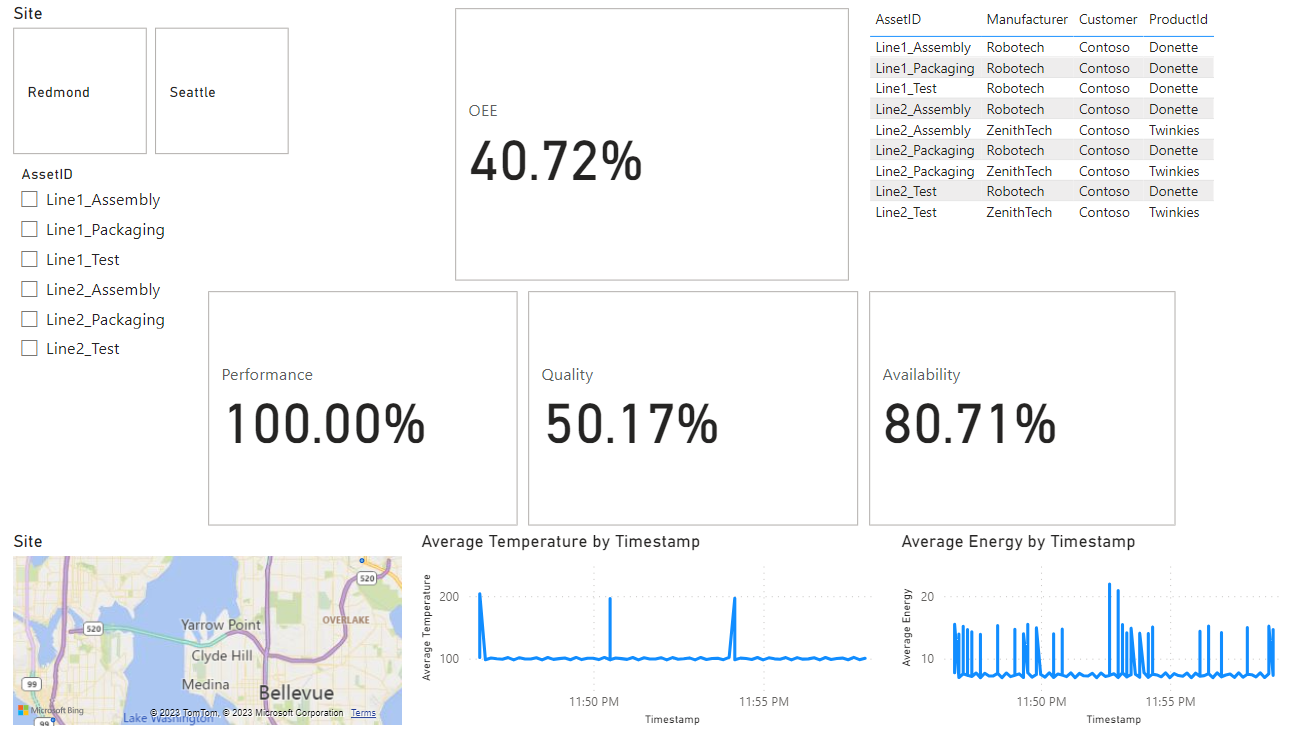 Site
Redmond
Seattle
AssetID
Line1_Assembly
Line1_Packaging
Line1_Test
Line2_Assembly
Line2_Packaging
Line2_Test
OEE
40.72%
AssetID Manufacturer Customer ProductId
Line1_Assembly Robotech Contoso Donette
Line1_Packaging Robotech Contoso Donette
Line1_Test Robotech Contoso Donette
Line2_Assembly Robotech Contoso Donette
Line2_Assembly ZenithTech Contoso Twinkies
Line2_Packaging Robotech Contoso Donette
Line2_Packaging ZenithTech Contoso Twinkies
Line2_Test Robotech Contoso Donette
Line2_Test ZenithTech Contoso Twinkies
Performance
100.00%
Quality
50.17%
Availability
80.71%
Site
520
520
Yarrow Point
OVERLAKE
Clyde Hill
Medina
99
Bellevue
Microsoft Bing
Lake Washington
© 2023 TomTom, © 2023 Microsoft Corporation Terms
99
Average Temperature by Timestamp
Average Temperature
200
100
11:50 PM 11:55 PM
Timestamp
Average Energy by Timestamp
Average Energy
20
10
11:50 PM 11:55 PM
Timestamp